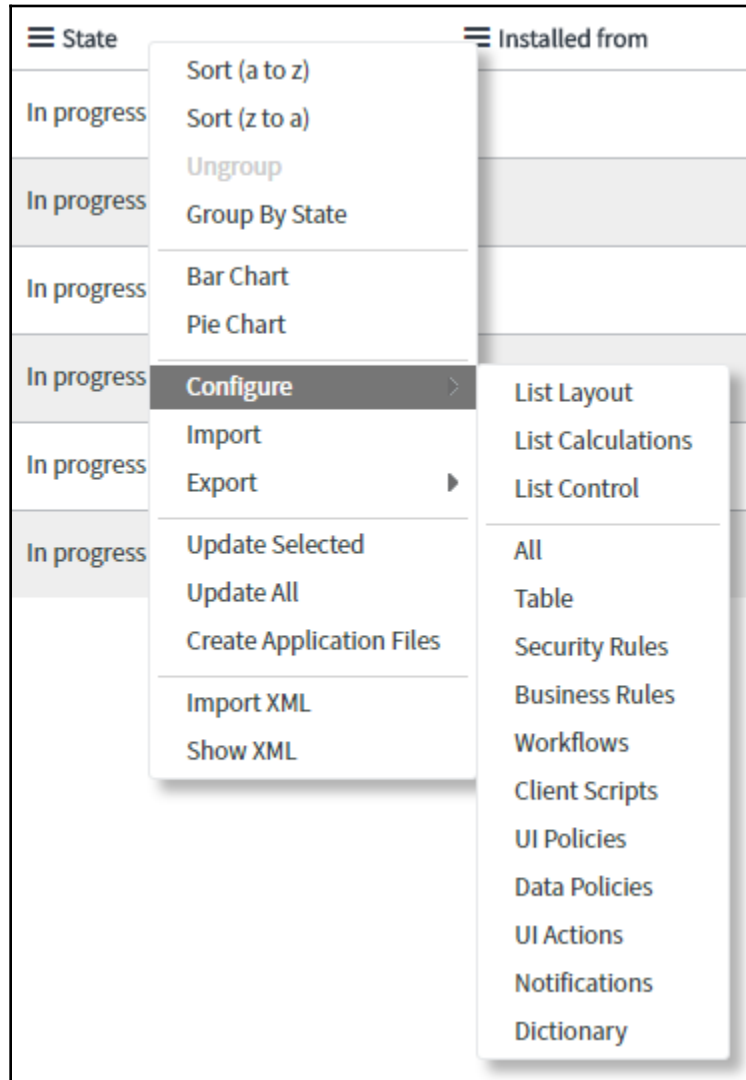 State
Installed from
In progress
In progress
In progress
In progress
In progress
In progress
Sort (a to z)
Sort (z to a)
Ungroup
Group By State
Bar Chart
Pie Chart
Configure
Import
Export
Update Selected
Update All
Create Application Files
Import XML
Show XML
List Layout
List Calculations
List Control
All
Table
Security Rules
Business Rules
Workflows
Client Scripts
UI Policies
Data Policies
UI Actions
Notifications
Dictionary